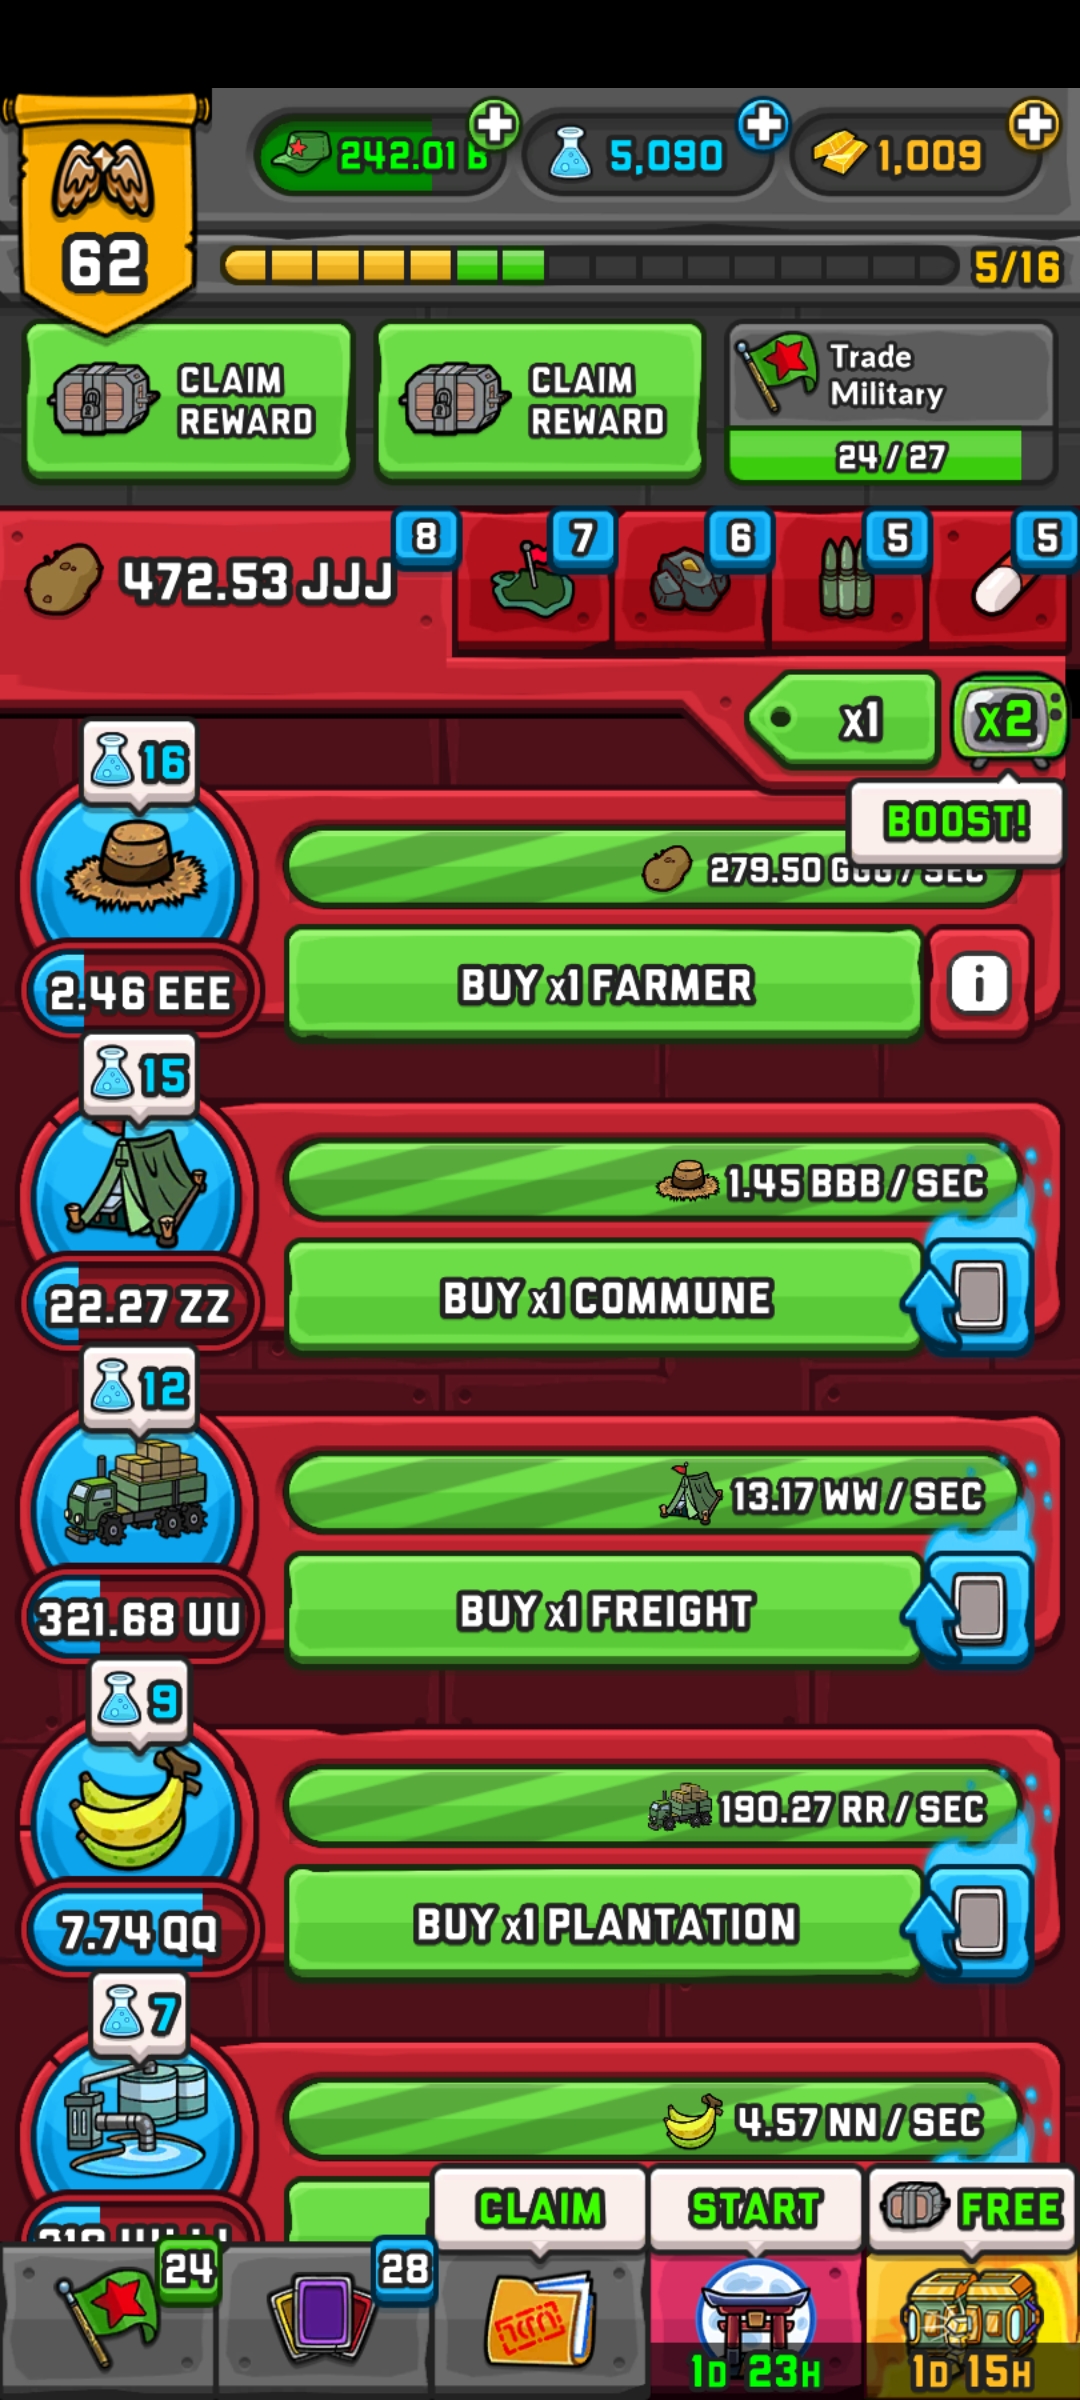 242.01 B
5,090
1,009
62
5/16
CLAIM
REWARD
CLAIM
REWARD
Trade
Military
24 / 27
472.53 JJJ
8
7
6
5
5
x1
x2
BOOST!
16
279.50 GGG / SEC
2.46 EEE
BUY x1 FARMER
i
15
1.45 BBB / SEC
22.27 ZZ
BUY x1 COMMUNE
12
13.17 WW / SEC
321.68 UU
BUY x1 FREIGHT
9
190.27 RR / SEC
7.74 QQ
BUY x1 PLANTATION
7
4.57 NN / SEC
CLAIM
START
FREE
24
28
1D 23H
1D 15H